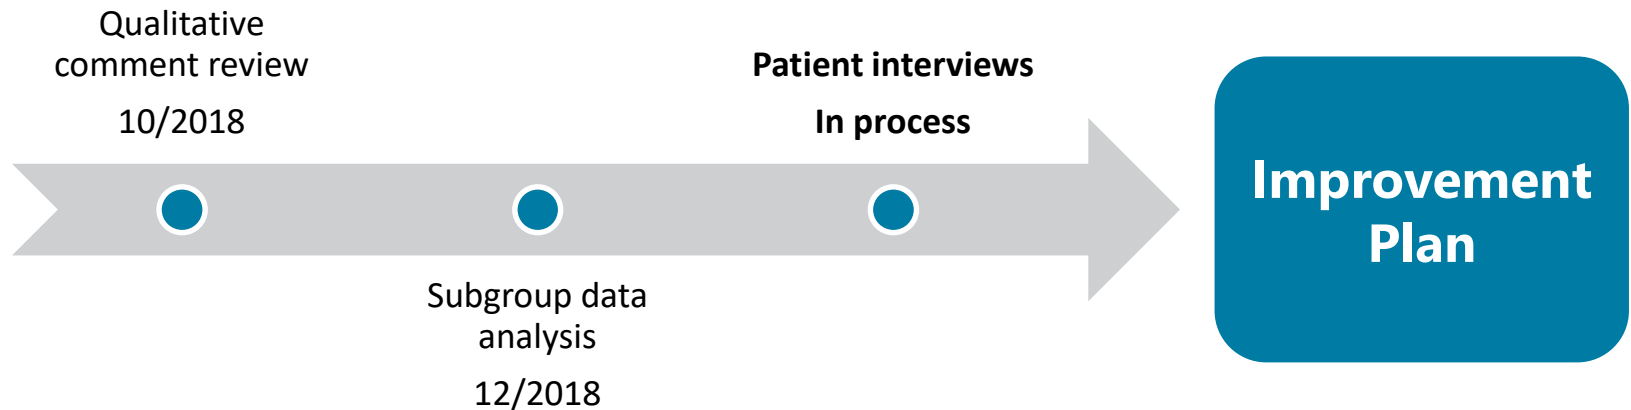 Qualitative
comment review
10/2018
Subgroup data
analysis
12/2018
Patient interviews
In process
Improvement
Plan